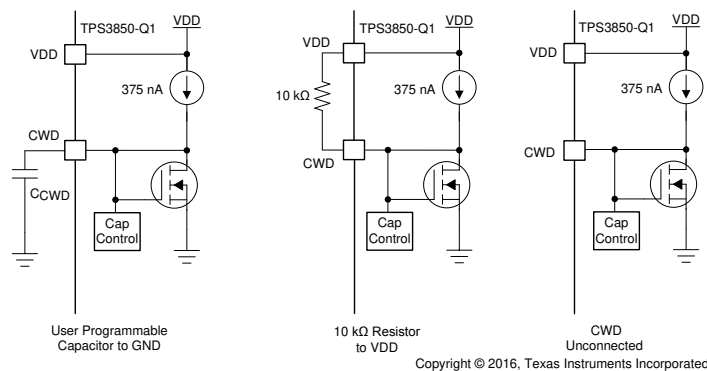 TPS3850-Q1
VDD
VDD
375 nA
CWD
CCWD
Cap
Control
User Programmable
Capacitor to GND
TPS3850-Q1
VDD
VDD
10 kΩ
375 nA
CWD
Cap
Control
10 kΩ Resistor
to VDD
TPS3850-Q1
VDD
VDD
375 nA
CWD
Cap
Control
CWD
Unconnected
Copyright © 2016, Texas Instruments Incorporated